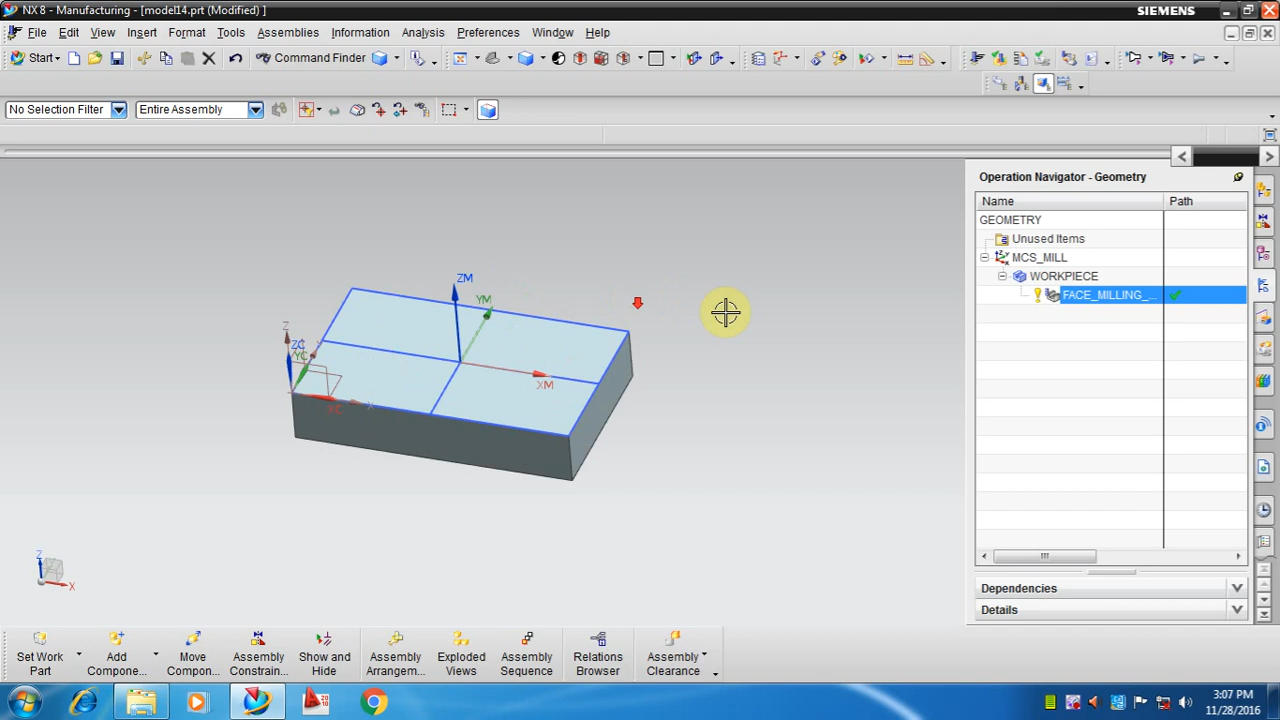 NX 8 - Manufacturing - [model14.prt (Modified) ]
SIEMENS
File Edit View Insert Format Tools Assemblies Information Analysis Preferences Window Help
Start Command Finder
No Selection Filter Entire Assembly
Operation Navigator - Geometry
Name Path
GEOMETRY
Unused Items
MCS_MILL
WORKPIECE
FACE_MILLING_...
ZM
YM
XM
Z
ZC
YC
XC
X
Z
X
Dependencies
Details
Set Work Part
Add Compone...
Move Compon...
Assembly Constrain...
Show and Hide
Assembly Arrangem...
Exploded Views
Assembly Sequence
Relations Browser
Assembly Clearance
2010
3:07 PM
11/28/2016